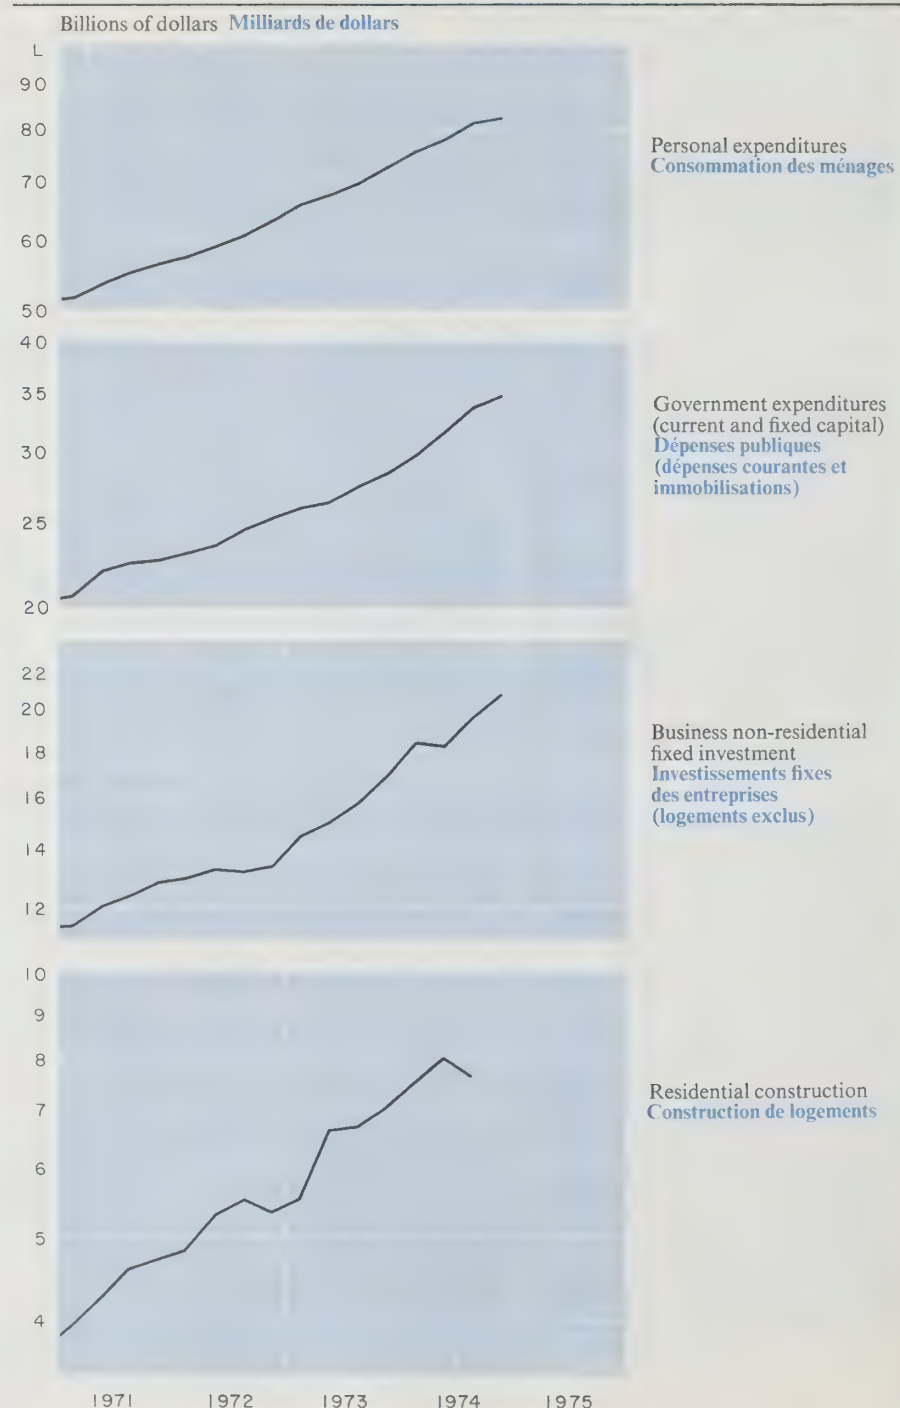 Billions of dollars Milliards de dollars
L
90
80
70
60
50
Personal expenditures
Consommation des ménages
40
35
30
25
20
Government expenditures
(current and fixed capital)
Dépenses publiques
(dépenses courantes et
immobilisations)
22
20
18
16
14
12
Business non-residential
fixed investment
Investissements fixes
des entreprises
(logements exclus)
10
9
8
7
6
5
4
Residential construction
Construction de logements
1971 1972 1973 1974 1975